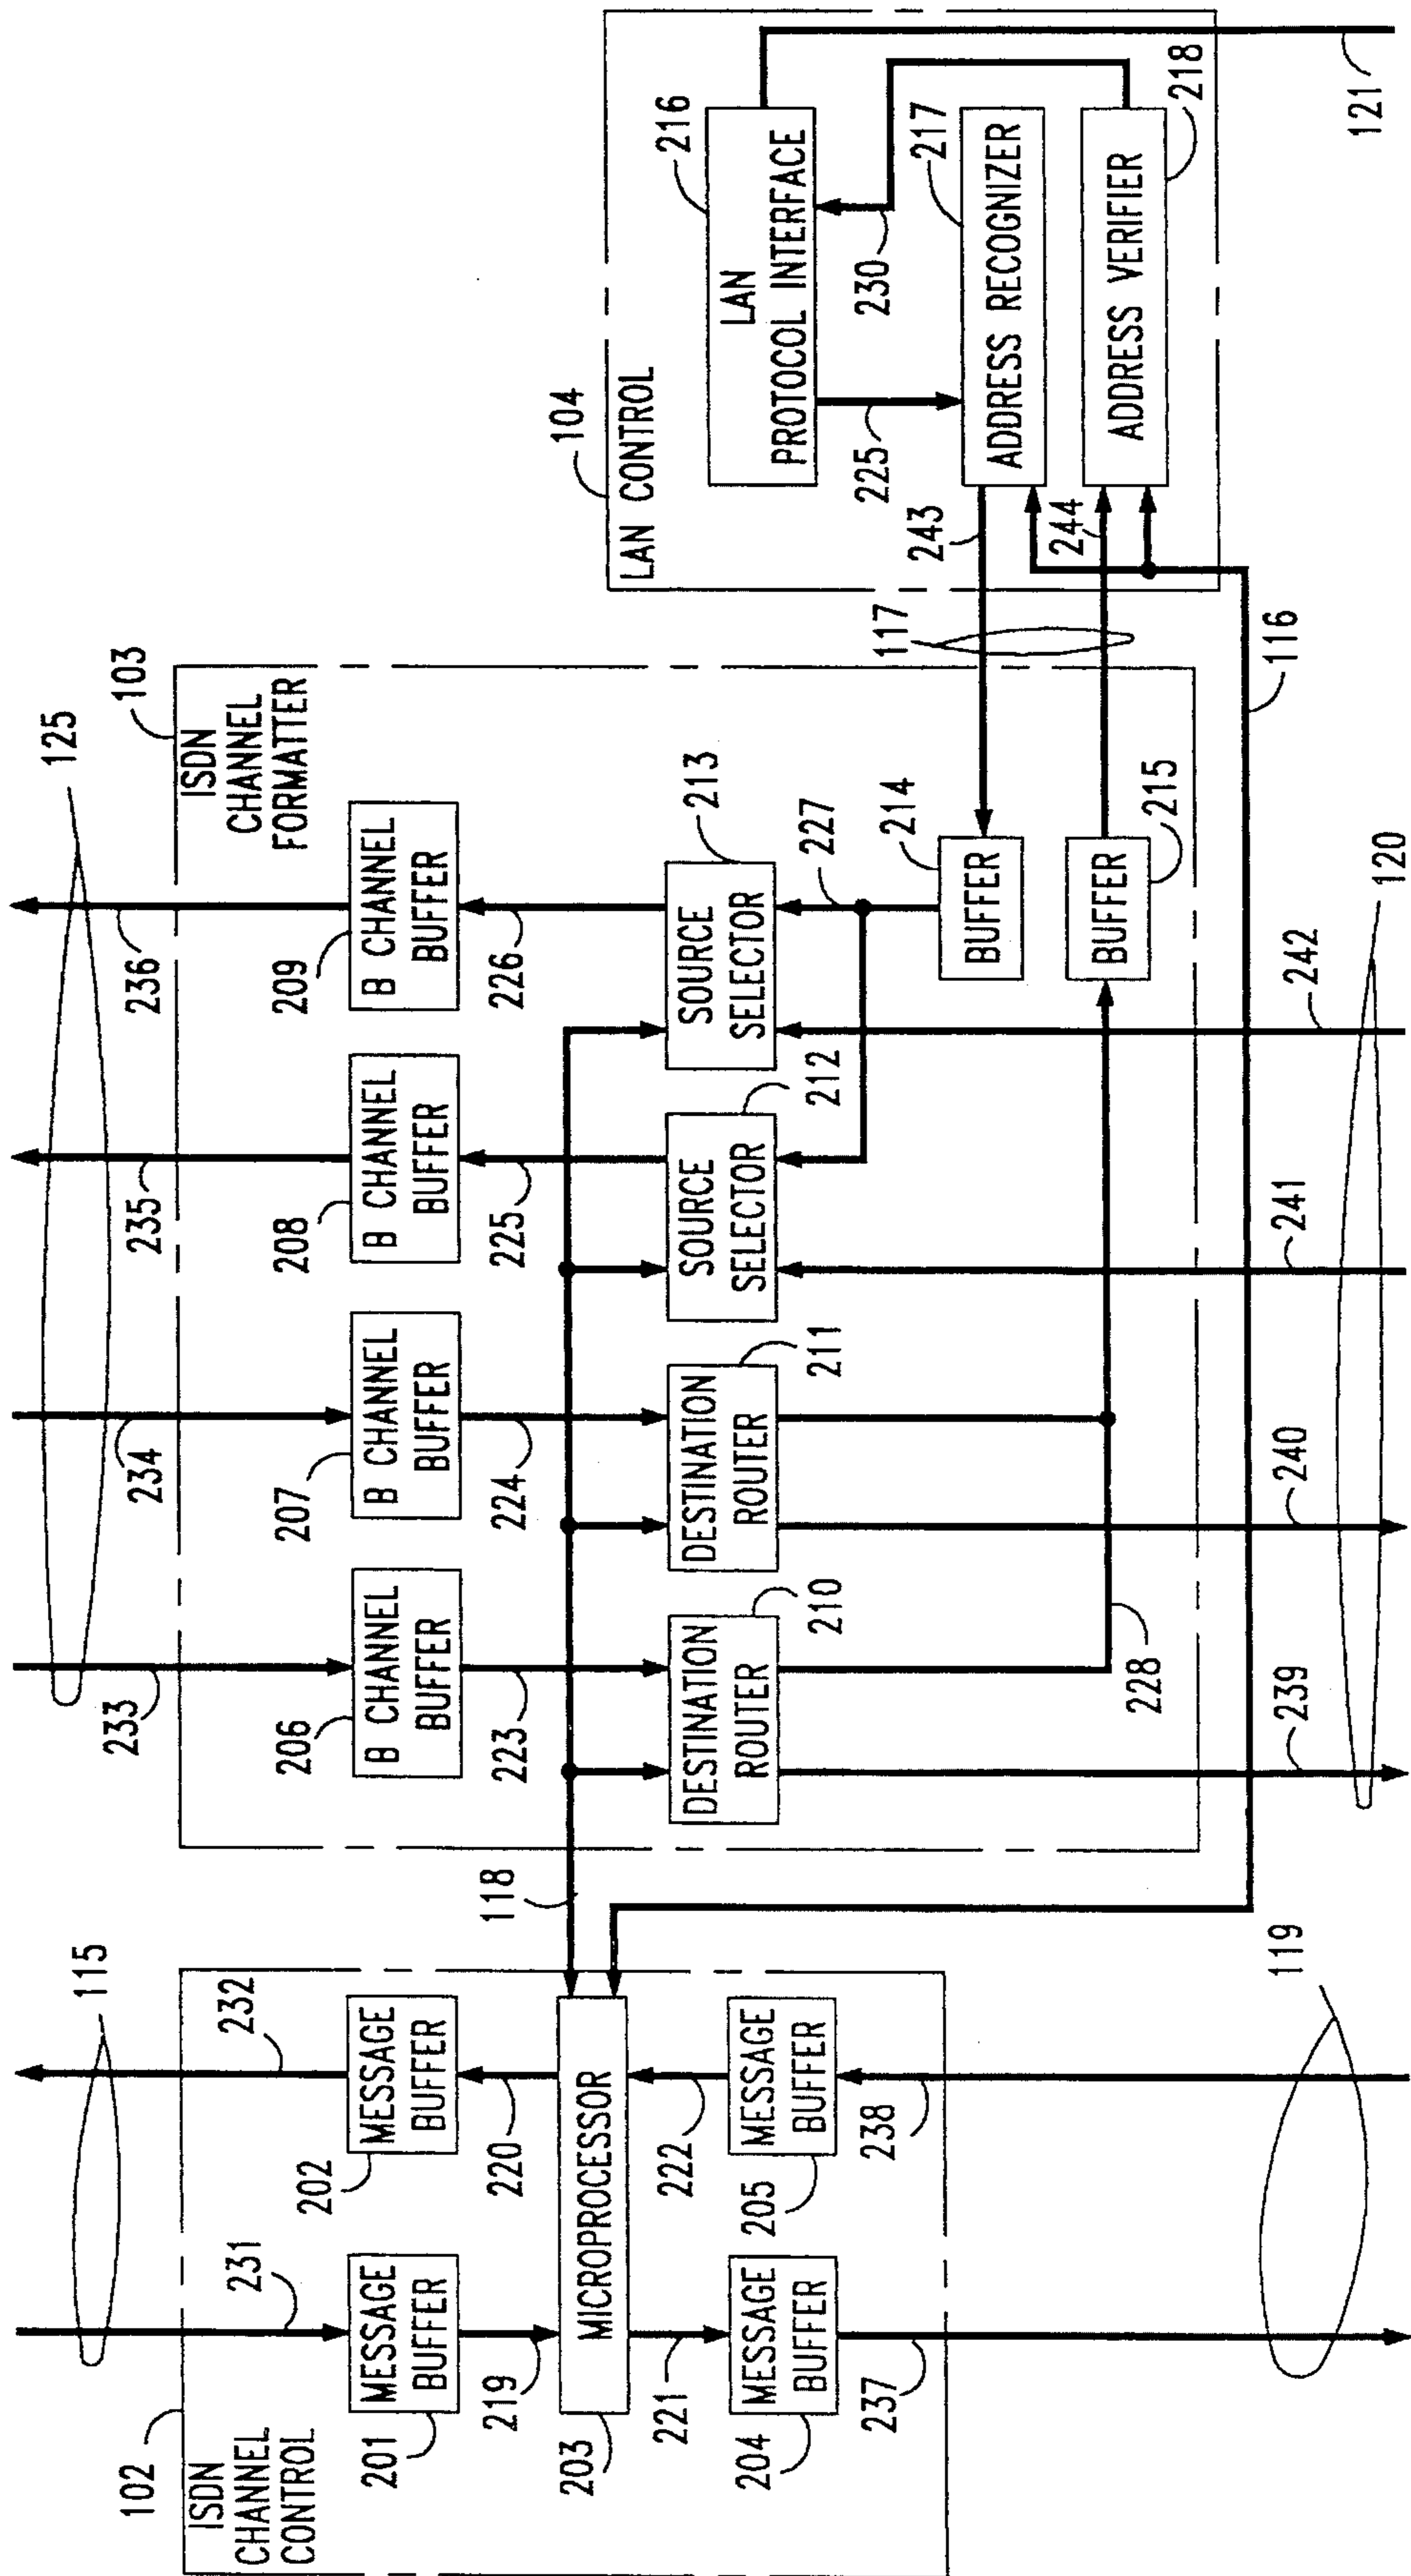 102
ISDN
CHANNEL
CONTROL
115
231
232
MESSAGE
BUFFER
201
MESSAGE
BUFFER
202
219
220
MICROPROCESSOR
203
221
222
MESSAGE
BUFFER
204
MESSAGE
BUFFER
205
237
238
119
118
125
103
ISDN
CHANNEL
FORMATTER
233
234
235
236
B CHANNEL
BUFFER
206
B CHANNEL
BUFFER
207
B CHANNEL
BUFFER
208
B CHANNEL
BUFFER
209
223
224
225
226
DESTINATION
ROUTER
210
DESTINATION
ROUTER
211
SOURCE
SELECTOR
212
SOURCE
SELECTOR
213
227
BUFFER
214
BUFFER
215
228
239
240
241
242
120
117
116
104
LAN CONTROL
LAN
PROTOCOL INTERFACE
216
225
230
243
ADDRESS RECOGNIZER
217
244
ADDRESS VERIFIER
218
121